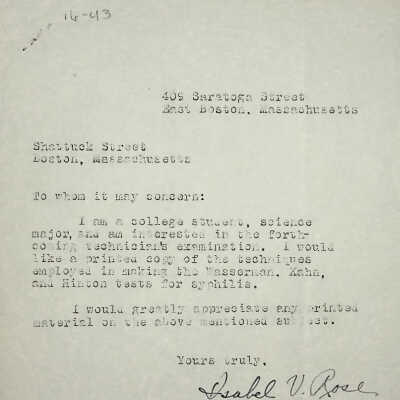 16-43
409 Saratoga Street
East Boston, Massachusetts
Shattuck Street
Boston, Massachusetts
To whom it may concern:
I am a college student, science
major, and am interested in the forth-
coming technician's examination. I would
like a printed copy of the techniques
employed in making the Wasserman, Kahn,
and Hinton tests for syphilis.
I would greatly appreciate any printed
material on the above mentioned subject.
Yours truly,
Isabel V. Rose